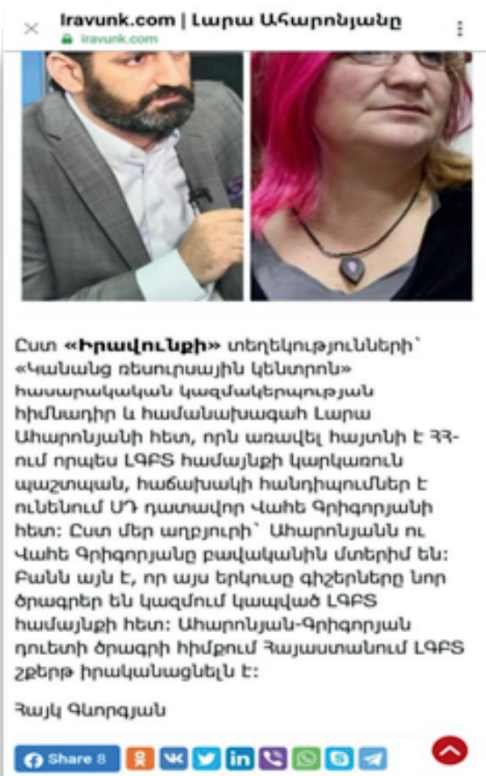 Iravunk.com | Լարա Ահարոնյանը
iravunk.com
Ըստ «Իրավունքի» տեղեկությունների՝
«Կանանց ռեսուրսային կենտրոն»
հասարակական կազմակերպության
հիմնադիր և համանախագահ Լարա
Ահարոնյանի հետ, որն առավել հայտնի է ՀՀ-
ում որպես ԼԳԲՏ համայնքի կարկառուն
պաշտպան, հաճախակի հանդիպումներ է
ունենում ՍԴ դատավոր Վահե Գրիգորյանի
հետ: Ըստ մեր աղբյուրի՝ Ահարոնյանն ու
Վահե Գրիգորյանը բավականին մտերիմ են:
Բանն այն է, որ այս երկուսը գիշերները նոր
ծրագրեր են կազմում կապված ԼԳԲՏ
համայնքի հետ: Ահարոնյան-Գրիգորյան
դուետի ծրագրի հիմքում Հայաստանում ԼԳԲՏ
շքերթ իրականացնելն է:
Հայկ Գևորգյան
Share 8